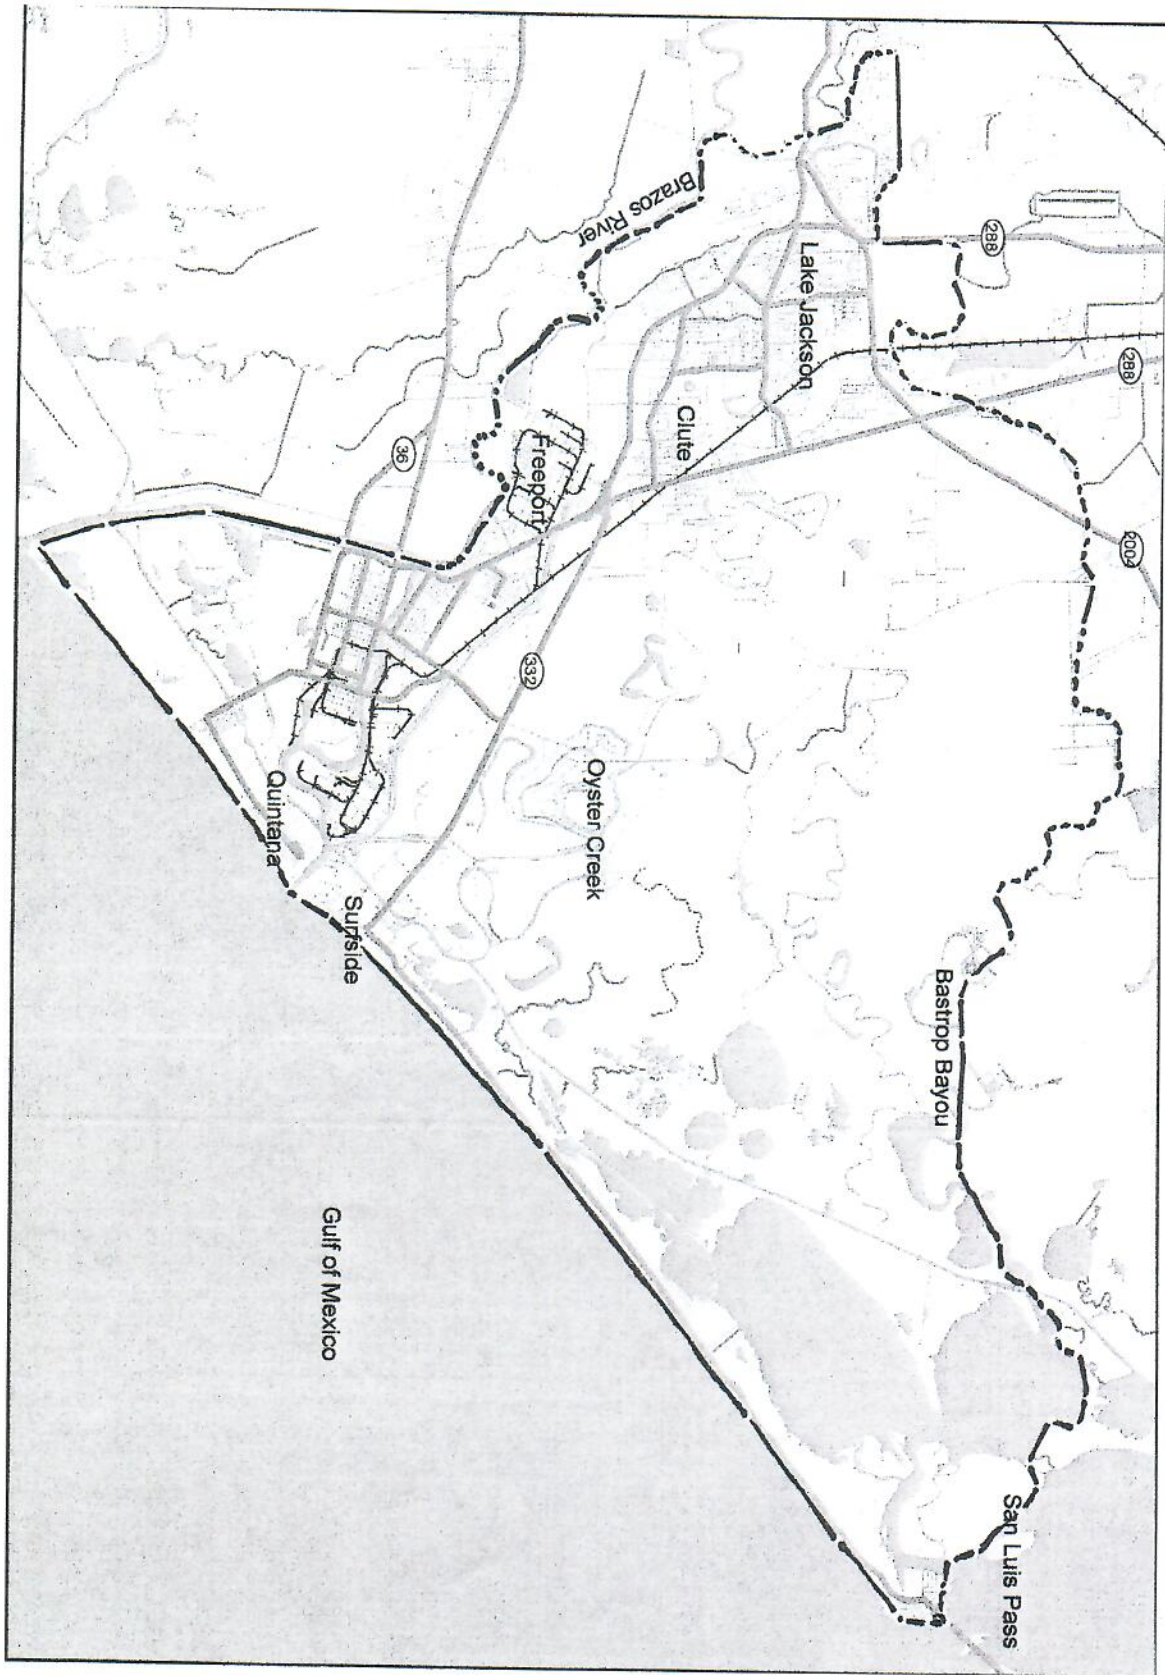 288
2004
288
San Luis Pass
Bastrop Bayou
Lake Jackson
Clute
Brazos River
Oyster Creek
Freeport
332
36
Surfside
Gulf of Mexico
Quintana